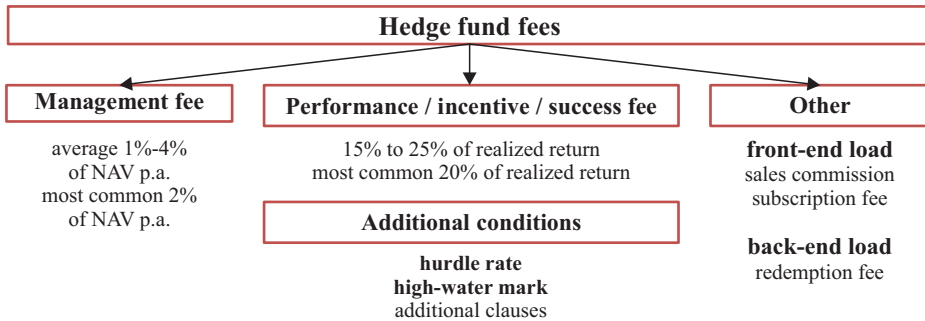 Hedge fund fees
Management fee
average 1%-4%
of NAV p.a.
most common 2%
of NAV p.a.
Performance / incentive / success fee
15% to 25% of realized return
most common 20% of realized return
Additional conditions
hurdle rate
high-water mark
additional clauses
Other
front-end load
sales commission
subscription fee
back-end load
redemption fee